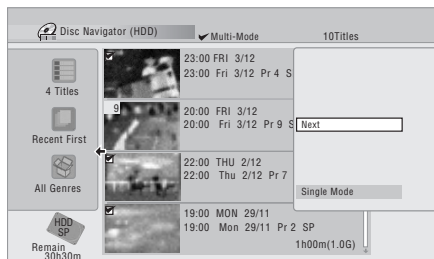 Disc Navigator (HDD)
Multi-Mode
10Titles
4 Titles
Recent First
All Genres
HDD
SP
Remain
30h30m
23:00 FRI 3/12
23:00 Fri 3/12 Pr 4 S
9
20:00 FRI 3/12
20:00 Fri 3/12 Pr 9 S
22:00 THU 2/12
22:00 Thu 2/12 Pr 7
19:00 MON 29/11
19:00 Mon 29/11 Pr 2 SP
1h00m(1.0G)
Next
Single Mode